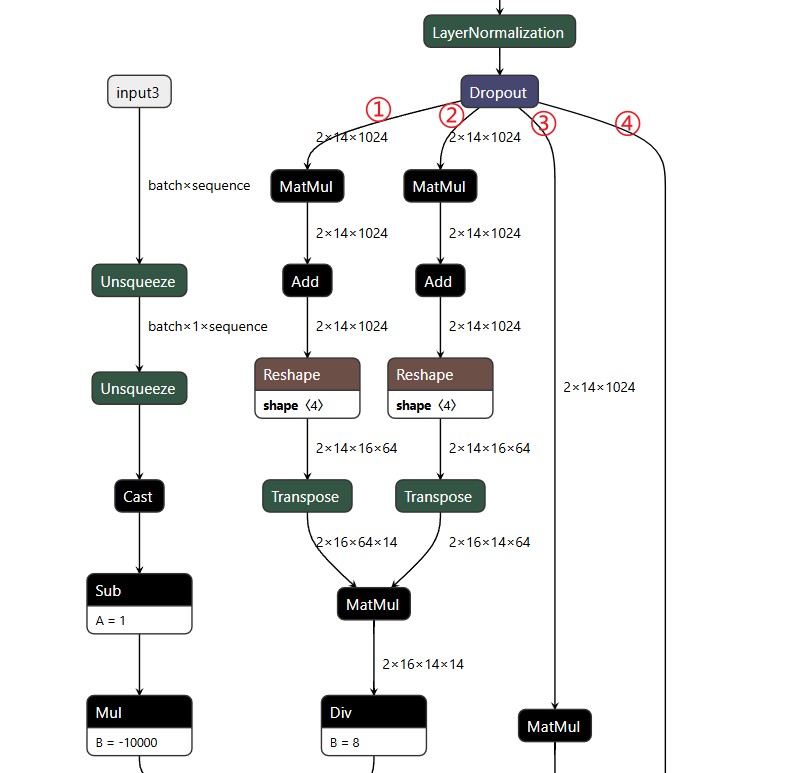 LayerNormalization
input3
Dropout
①
②
③
④
2×14×1024
2×14×1024
batch×sequence
MatMul
MatMul
2×14×1024
2×14×1024
Unsqueeze
Add
Add
batch×1×sequence
2×14×1024
2×14×1024
Unsqueeze
Reshape
shape 〈4〉
Reshape
shape 〈4〉
2×14×1024
2×14×16×64
2×14×16×64
Cast
Transpose
Transpose
2×16×64×14
2×16×14×64
Sub
A = 1
MatMul
2×16×14×14
Mul
B = -10000
Div
B = 8
MatMul